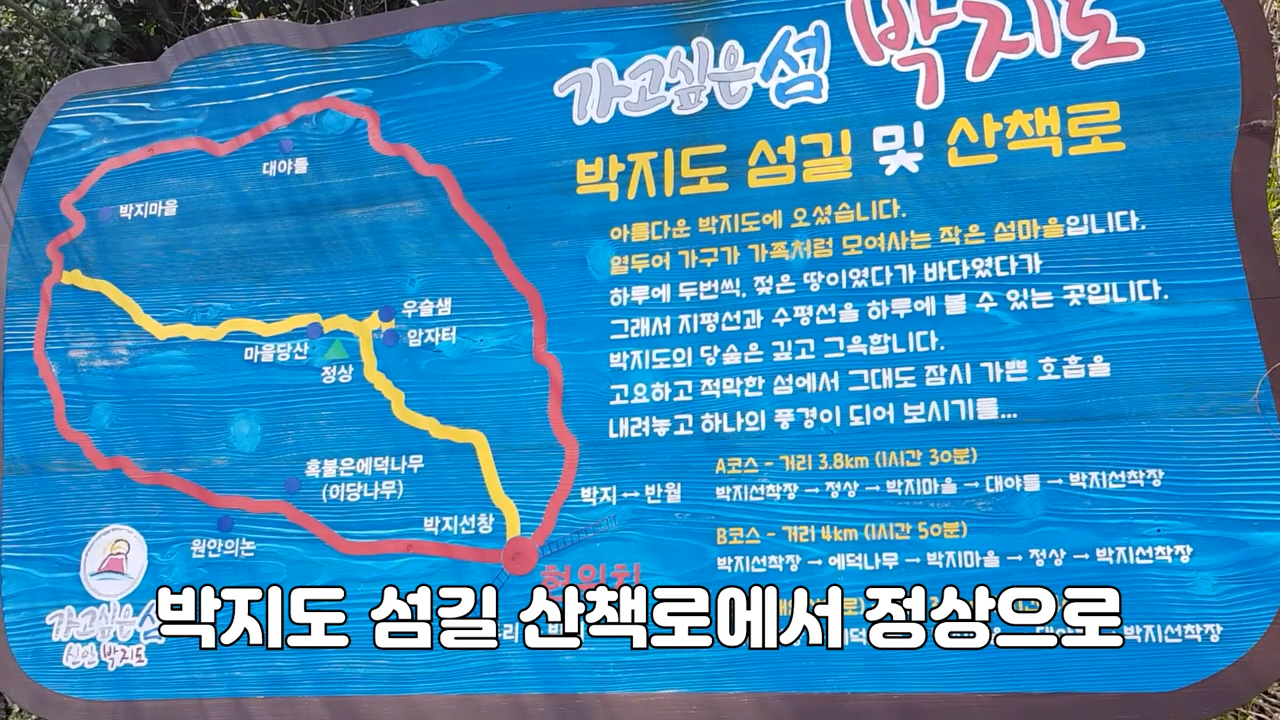 가고싶은섬 박지도
박지도 섬길 및 산책로
아름다운 박지도에 오셨습니다.
열두어 가구가 가족처럼 모여사는 작은 섬마을입니다.
하루에 두번씩, 젖은 땅이였다가 바다였다가
그래서 지평선과 수평선을 하루에 볼 수 있는 곳입니다.
박지도의 당숲은 깊고 그윽합니다.
고요하고 적막한 섬에서 그대도 잠시 가쁜 호흡을
내려놓고 하나의 풍경이 되어 보시기를...
A코스 - 거리 3.8km (1시간 30분)
박지선착장 → 정상 → 박지마을 → 대야들 → 박지선착장
B코스 - 거리 4km (1시간 50분)
박지선착장 → 에덕나무 → 박지마을 → 정상 → 박지선착장
박지선착장
대야들
박지마을
우슬샘
암자터
마을당산
정상
흑붉은에덕나무
(이당나무)
박지 ↔ 반월
박지선창
원안의논
현위치
가고싶은 섬
신안 박지도
박지도 섬길 산책로에서 정상으로